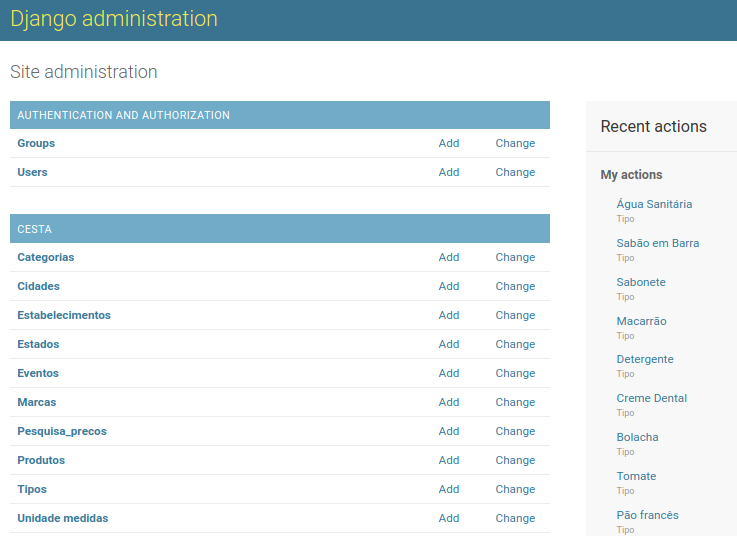 Django administration
Site administration
AUTHENTICATION AND AUTHORIZATION
Groups Add Change
Users Add Change
CESTA
Categorias Add Change
Cidades Add Change
Estabelecimentos Add Change
Estados Add Change
Eventos Add Change
Marcas Add Change
Pesquisa_precos Add Change
Produtos Add Change
Tipos Add Change
Unidade medidas Add Change
Recent actions
My actions
Água Sanitária
Tipo
Sabão em Barra
Tipo
Sabonete
Tipo
Macarrão
Tipo
Detergente
Tipo
Creme Dental
Tipo
Bolacha
Tipo
Tomate
Tipo
Pão francês
Tipo